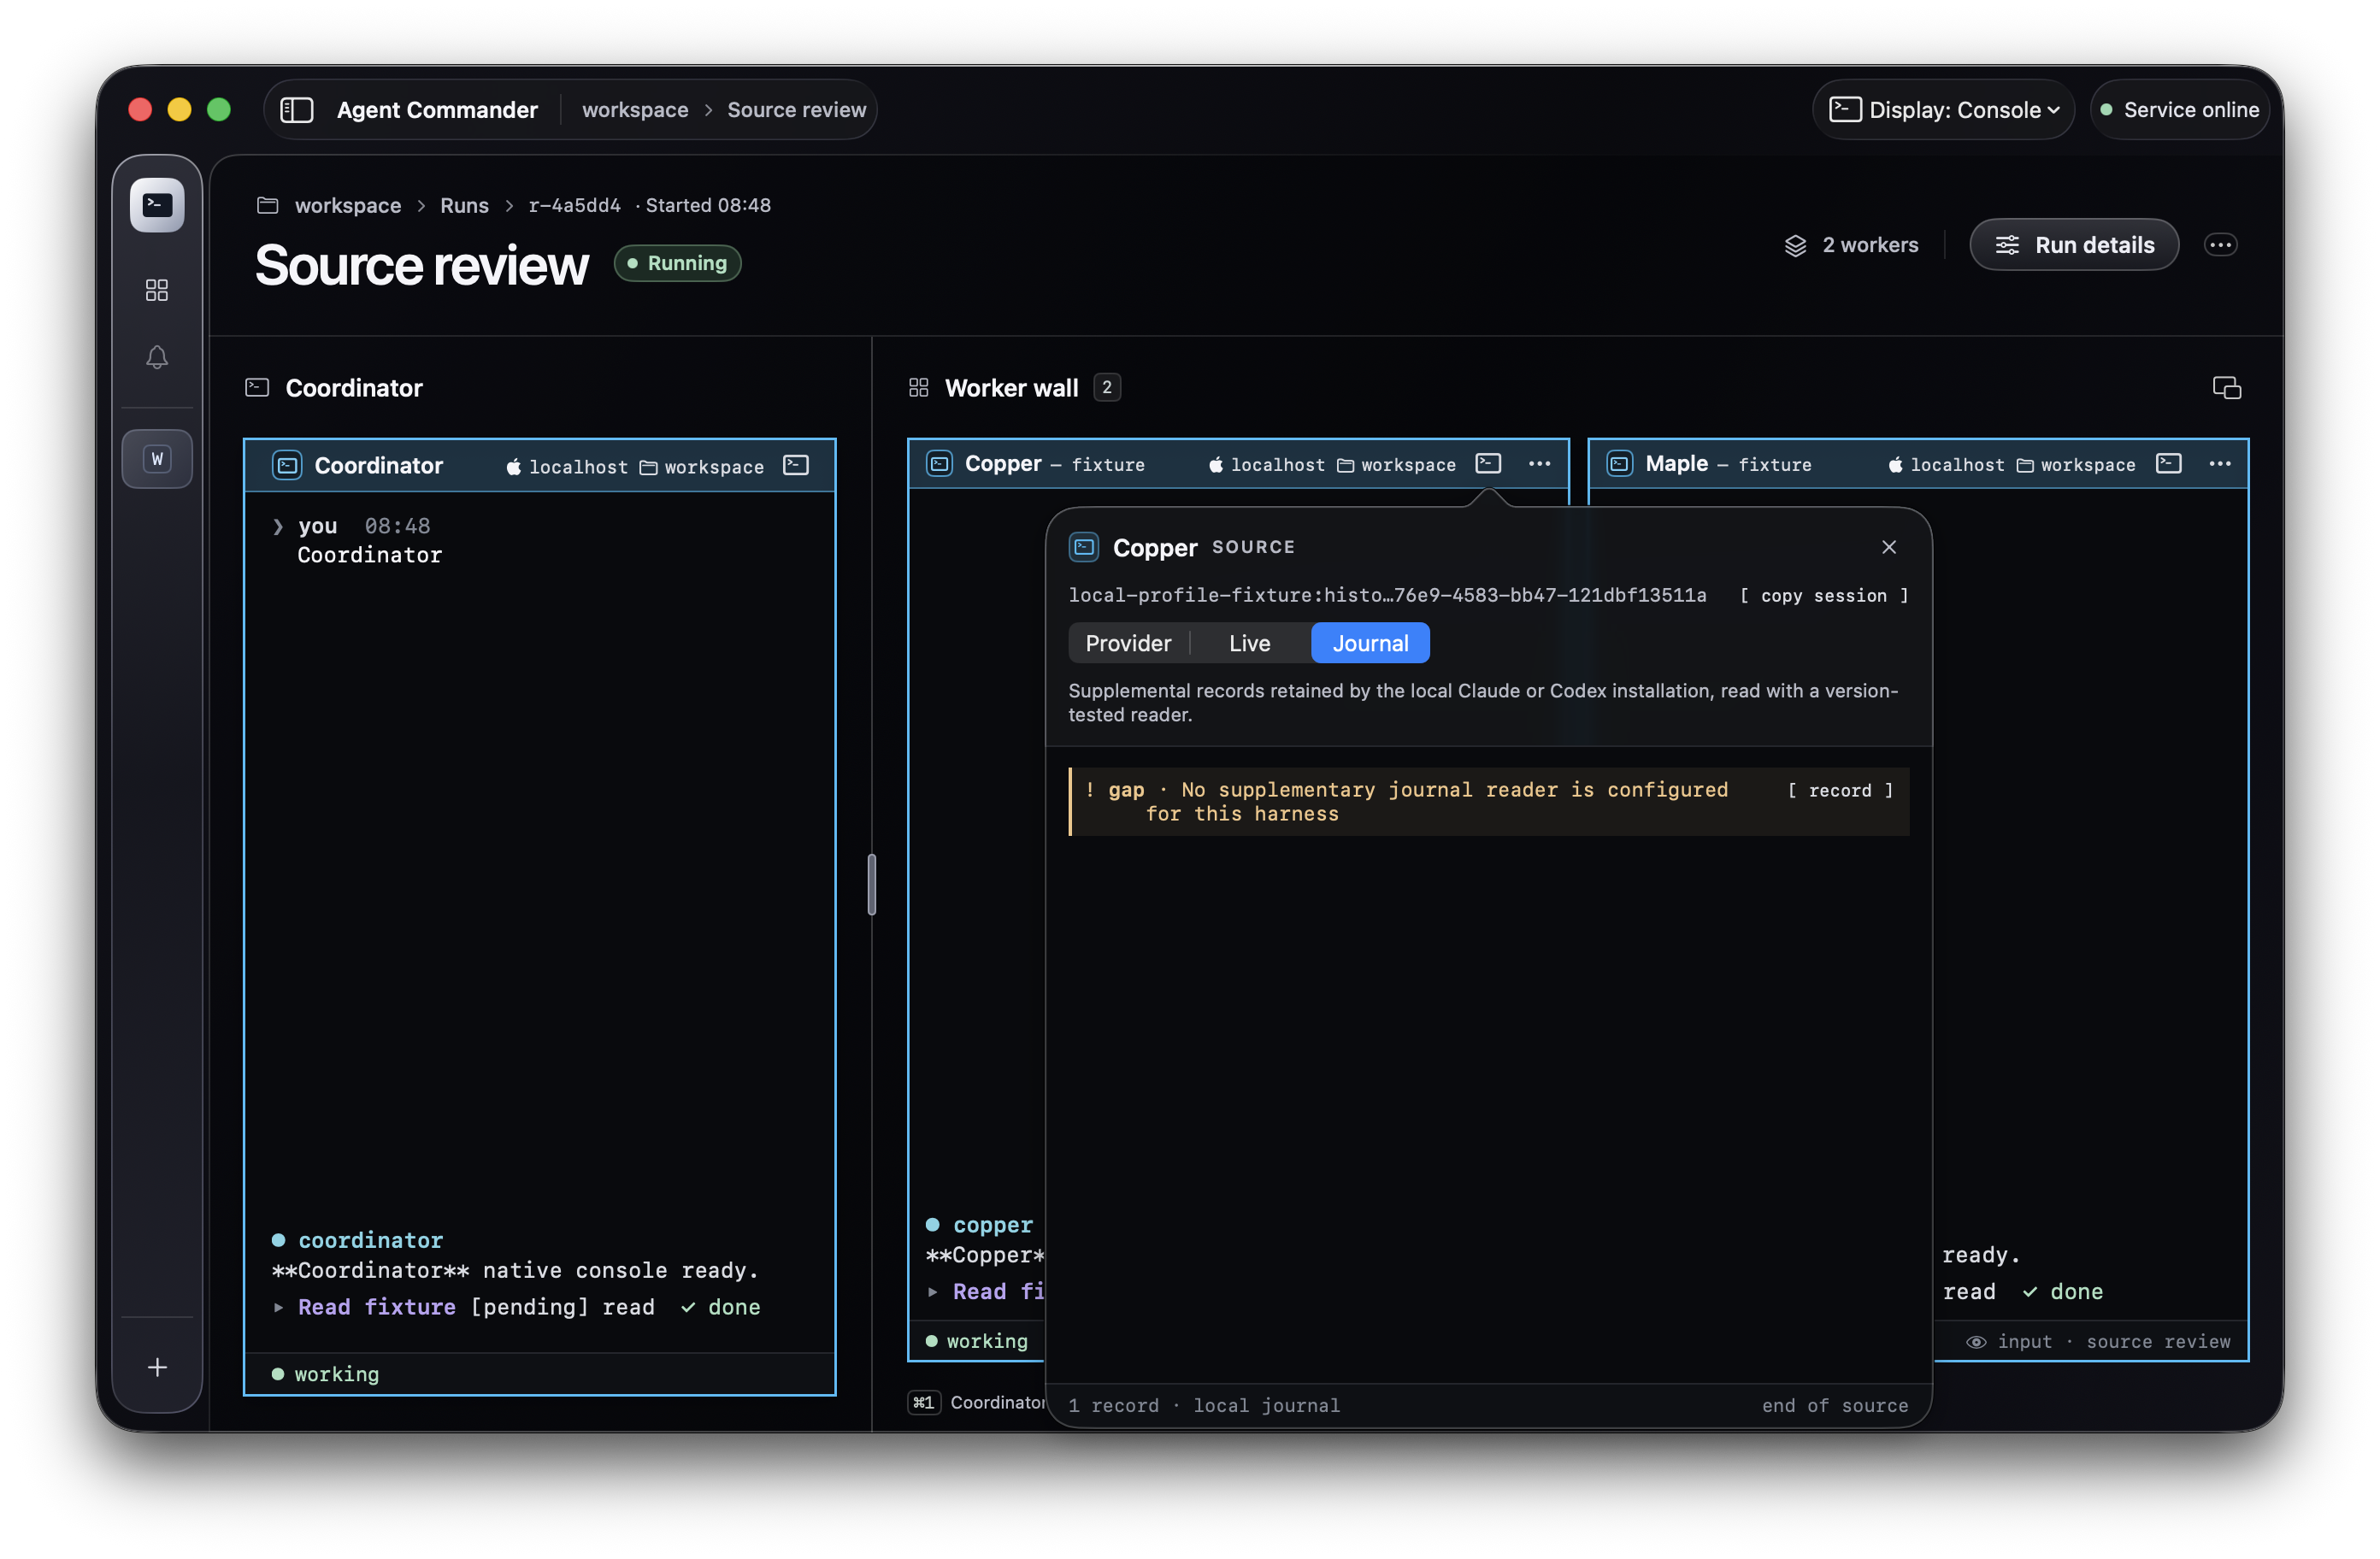 Agent Commander
workspace > Source review
Display: Console
Service online
workspace > Runs > r-4a5dd4 · Started 08:48
Source review
Running
2 workers
Run details
W
Coordinator
Worker wall 2
Coordinator
localhost workspace
❯ you 08:48
Coordinator
coordinator
**Coordinator** native console ready.
▸ Read fixture [pending] read ✓ done
working
Copper — fixture
localhost workspace
Maple — fixture
localhost workspace
Copper SOURCE
local-profile-fixture:histo…76e9-4583-bb47-121dbf13511a [ copy session ]
Provider
Live
Journal
Supplemental records retained by the local Claude or Codex installation, read with a version-
tested reader.
! gap · No supplementary journal reader is configured [ record ]
for this harness
1 record · local journal
end of source
copper
**Copper*
▸ Read fi
working
ready.
read ✓ done
input · source review
⌘1 Coordinator